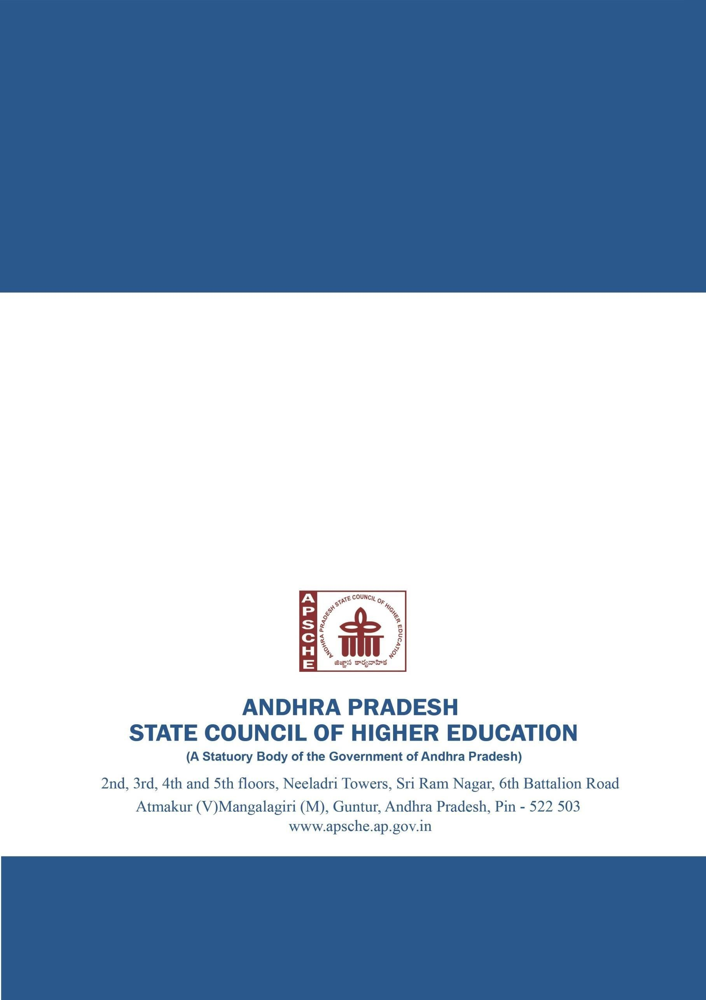 APSCHE
ANDHRA PRADESH STATE COUNCIL OF HIGHER EDUCATION
జిజ్ఞాస కార్యవాహిక
ANDHRA PRADESH
STATE COUNCIL OF HIGHER EDUCATION
(A Statuory Body of the Government of Andhra Pradesh)
2nd, 3rd, 4th and 5th floors, Neeladri Towers, Sri Ram Nagar, 6th Battalion Road
Atmakur (V)Mangalagiri (M), Guntur, Andhra Pradesh, Pin - 522 503
www.apsche.ap.gov.in